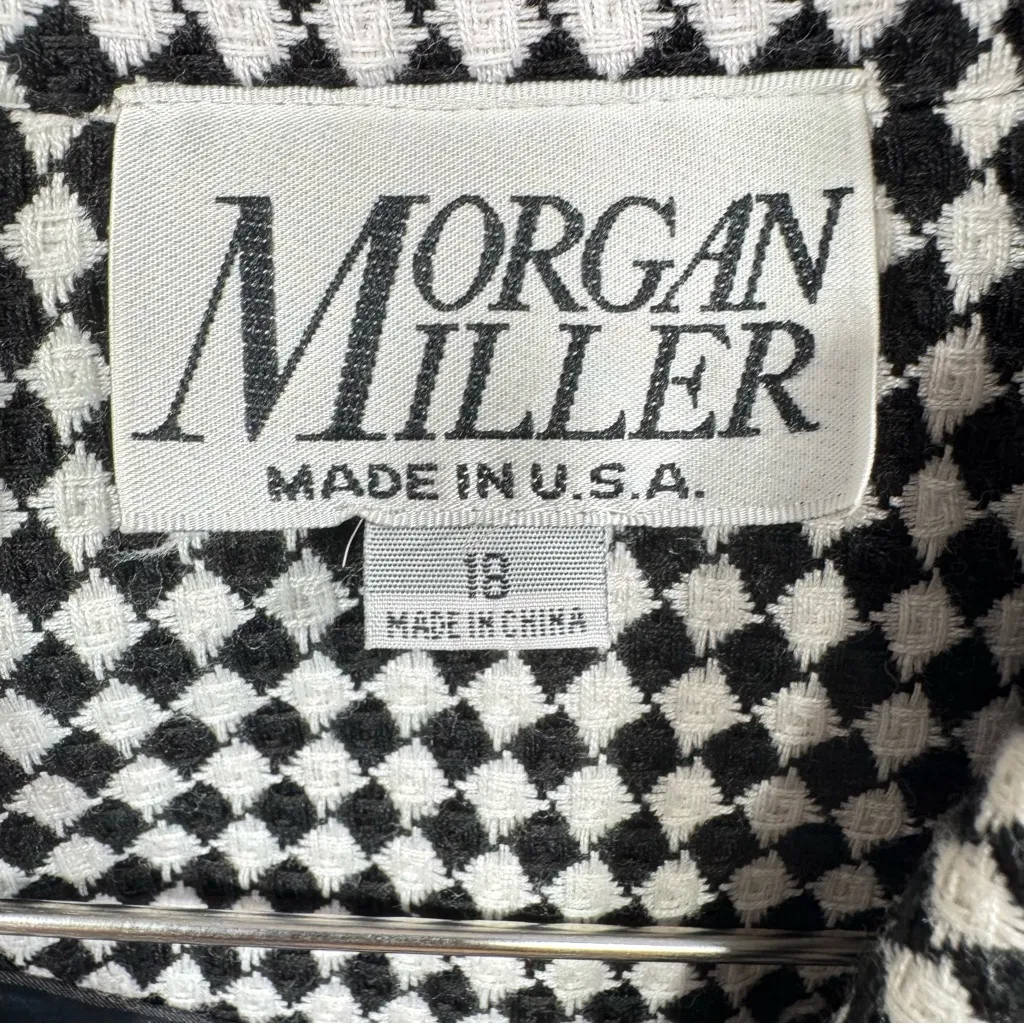 MORGAN
MILLER
MADE IN U.S.A.
18
MADE IN CHINA